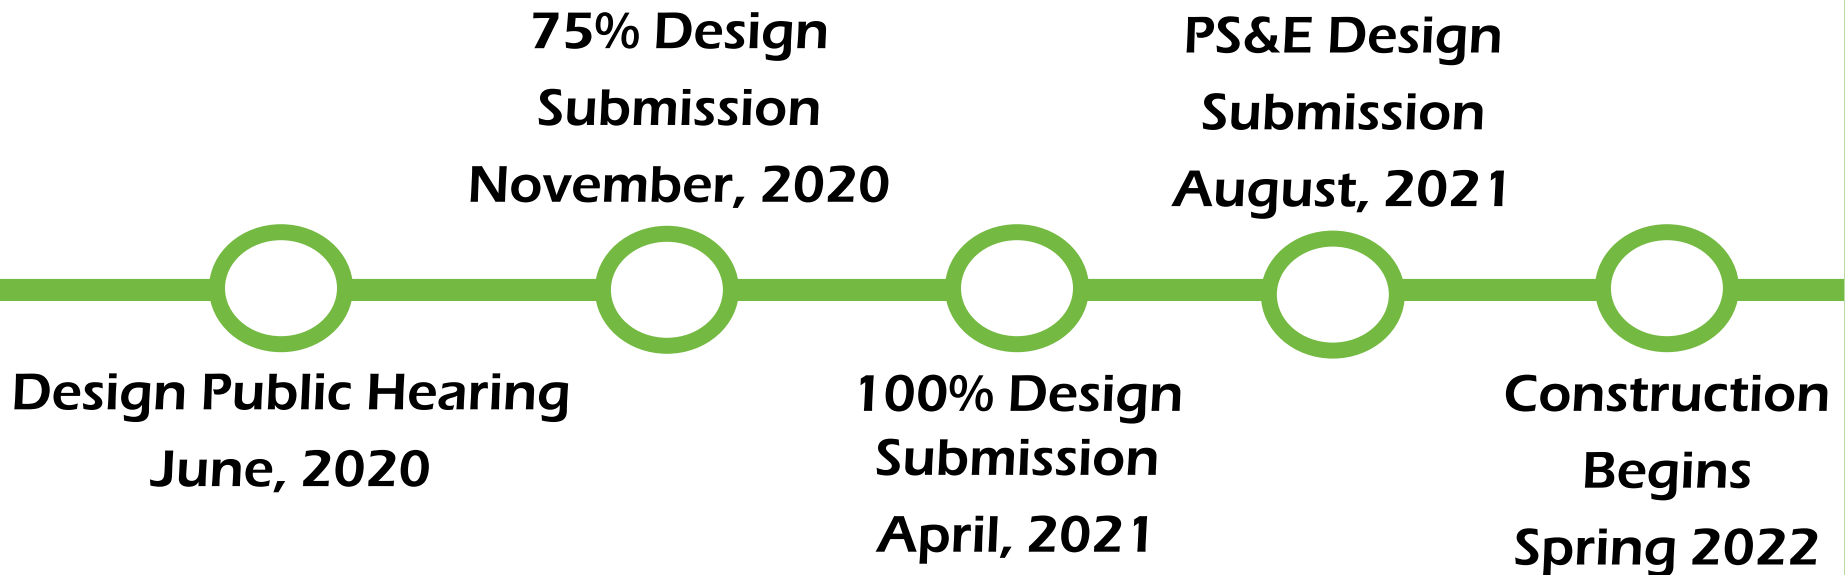 75% Design
Submission
November, 2020
PS&E Design
Submission
August, 2021
Design Public Hearing
June, 2020
100% Design
Submission
April, 2021
Construction
Begins
Spring 2022